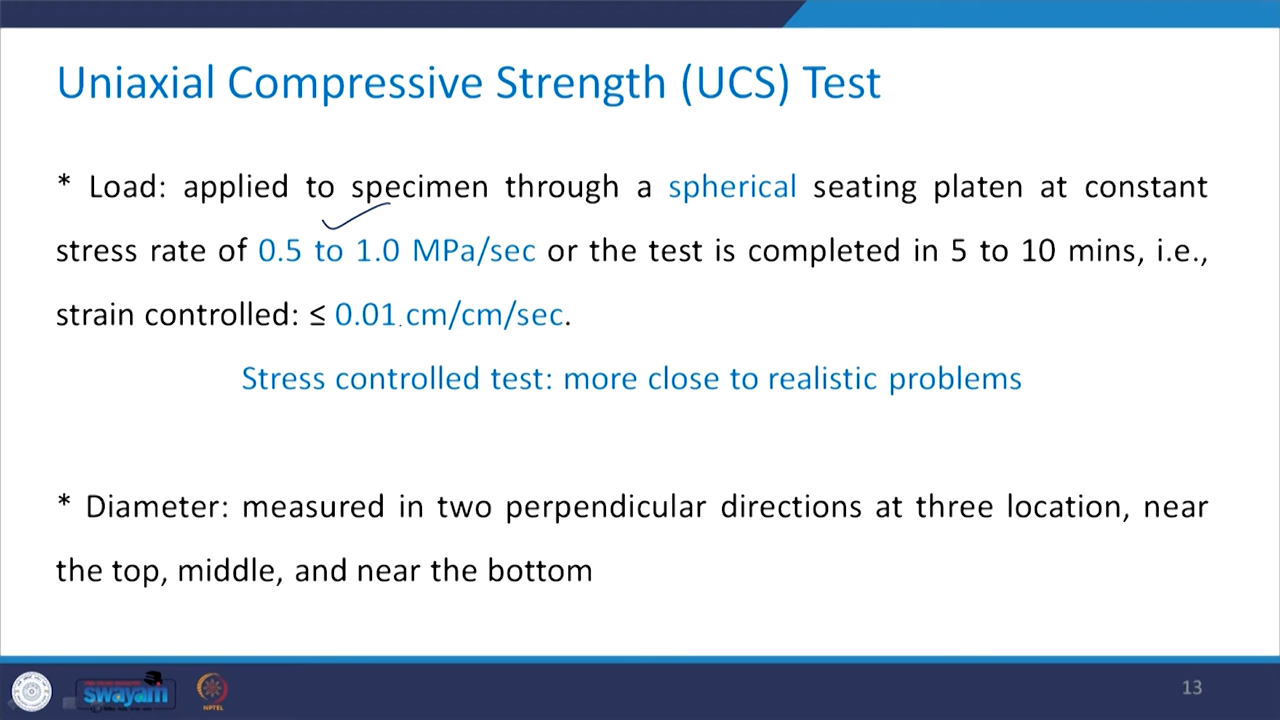 Uniaxial Compressive Strength (UCS) Test
* Load: applied to specimen through a spherical seating platen at constant
stress rate of 0.5 to 1.0 MPa/sec or the test is completed in 5 to 10 mins, i.e.,
strain controlled: ≤ 0.01 cm/cm/sec.
Stress controlled test: more close to realistic problems
* Diameter: measured in two perpendicular directions at three location, near
the top, middle, and near the bottom
swayam
NPTEL
13